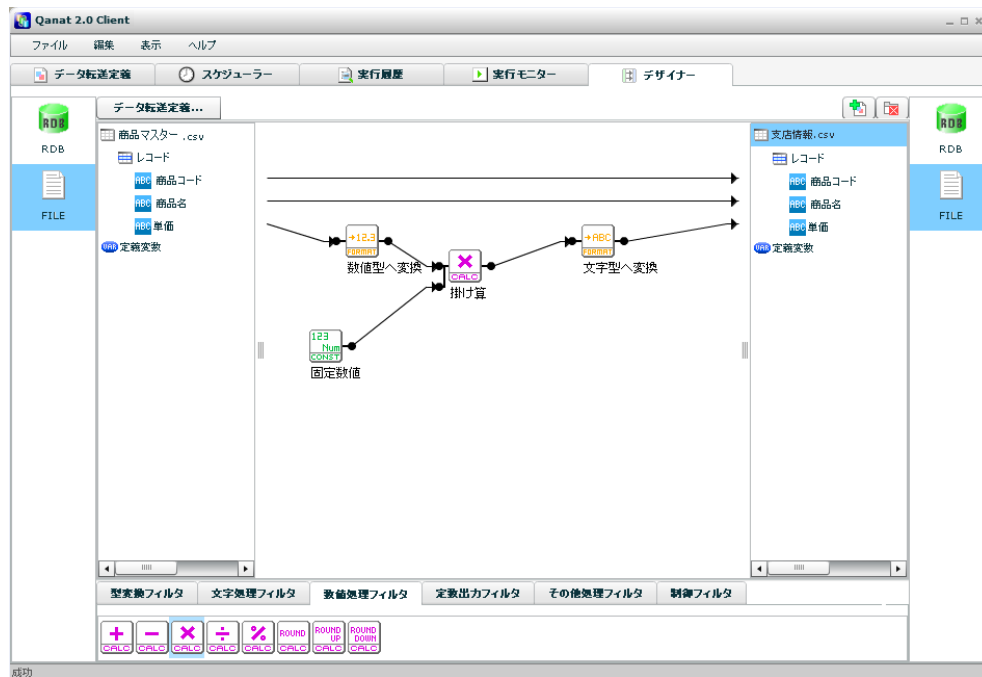 Qanat 2.0 Client
ファイル 編集 表示 ヘルプ
データ転送定義 スケジューラー 実行履歴 実行モニター デザイナー
データ転送定義...
RDB
RDB
FILE
商品マスター.csv
レコード
ABC 商品コード
ABC 商品名
ABC 単価
VAR 定義変数
→12.3
FORMAT
数値型へ変換
×
CALC
掛け算
→ABC
FORMAT
文字型へ変換
123
Num
CONST
固定数値
支店情報.csv
レコード
ABC 商品コード
ABC 商品名
ABC 単価
VAR 定義変数
RDB
RDB
FILE
型変換フィルタ 文字処理フィルタ 数値処理フィルタ 定数出力フィルタ その他処理フィルタ 制御フィルタ
+ CALC
− CALC
× CALC
÷ CALC
% CALC
ROUND CALC
ROUND UP CALC
ROUND DOWN CALC
成功